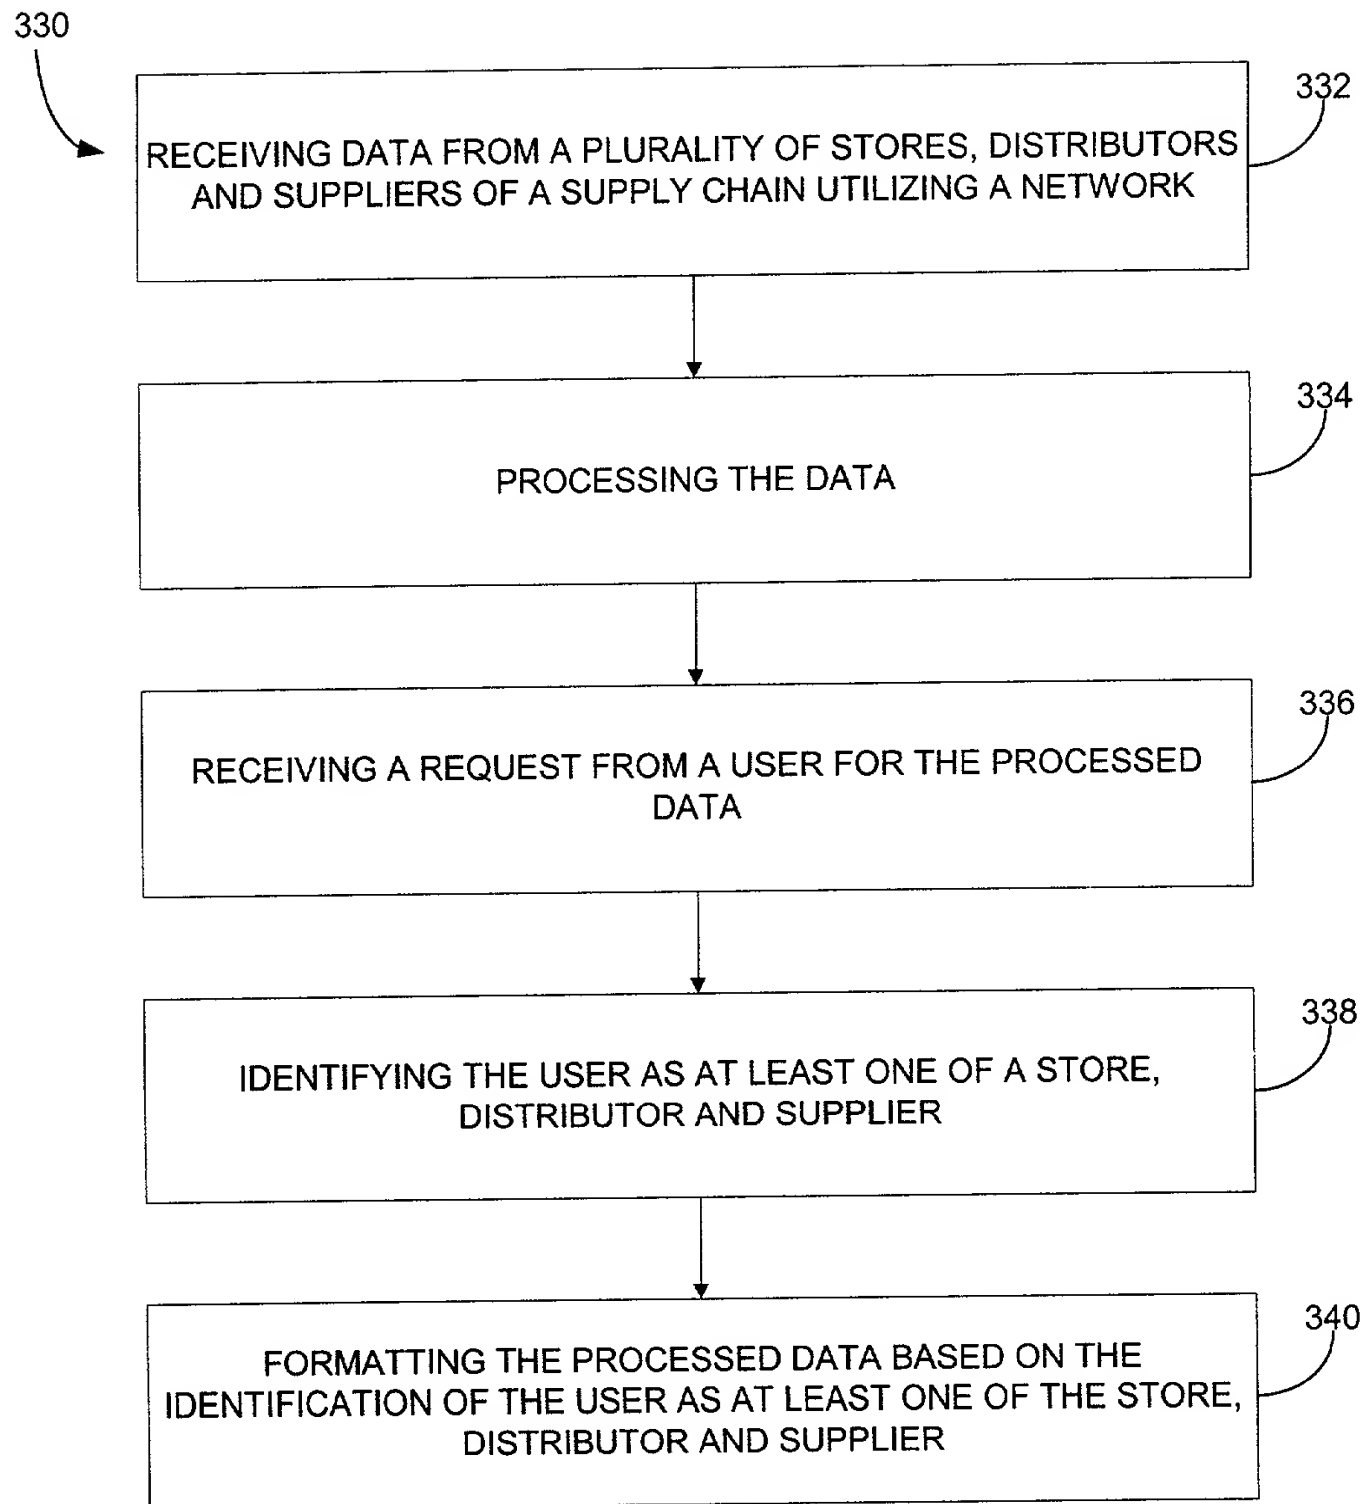 330
332
RECEIVING DATA FROM A PLURALITY OF STORES, DISTRIBUTORS
AND SUPPLIERS OF A SUPPLY CHAIN UTILIZING A NETWORK
334
PROCESSING THE DATA
336
RECEIVING A REQUEST FROM A USER FOR THE PROCESSED
DATA
338
IDENTIFYING THE USER AS AT LEAST ONE OF A STORE,
DISTRIBUTOR AND SUPPLIER
340
FORMATTING THE PROCESSED DATA BASED ON THE
IDENTIFICATION OF THE USER AS AT LEAST ONE OF THE STORE,
DISTRIBUTOR AND SUPPLIER